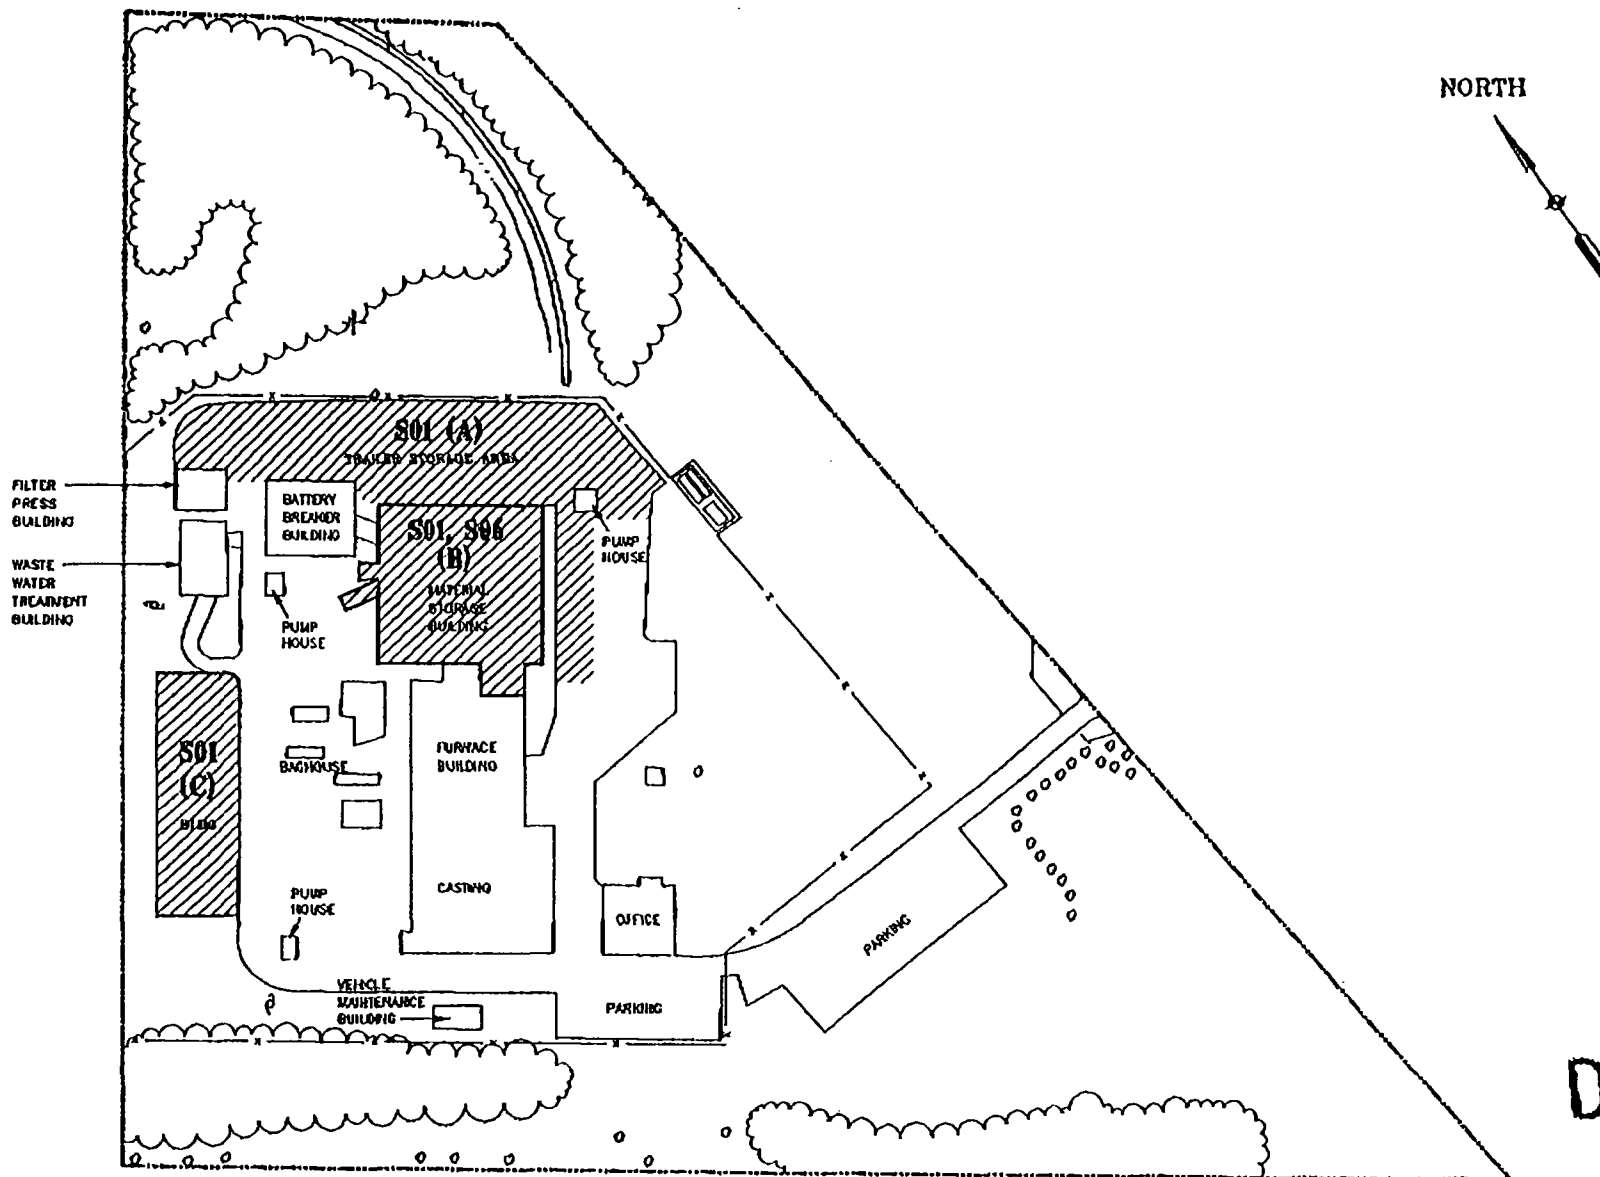 NORTH
S01 (A)
TRAILER STORAGE AREA
FILTER
PRESS
BUILDING
BATTERY
BREAKER
BUILDING
S01, S06
(B)
MATERIAL
STORAGE
BUILDING
PUMP
HOUSE
WASTE
WATER
TREATMENT
BUILDING
PUMP
HOUSE
S01
(C)
BLDG
FURNACE
BUILDING
BAGHOUSE
CASTING
PUMP
HOUSE
OFFICE
PARKING
VEHICLE
MAINTENANCE
BUILDING
PARKING
D